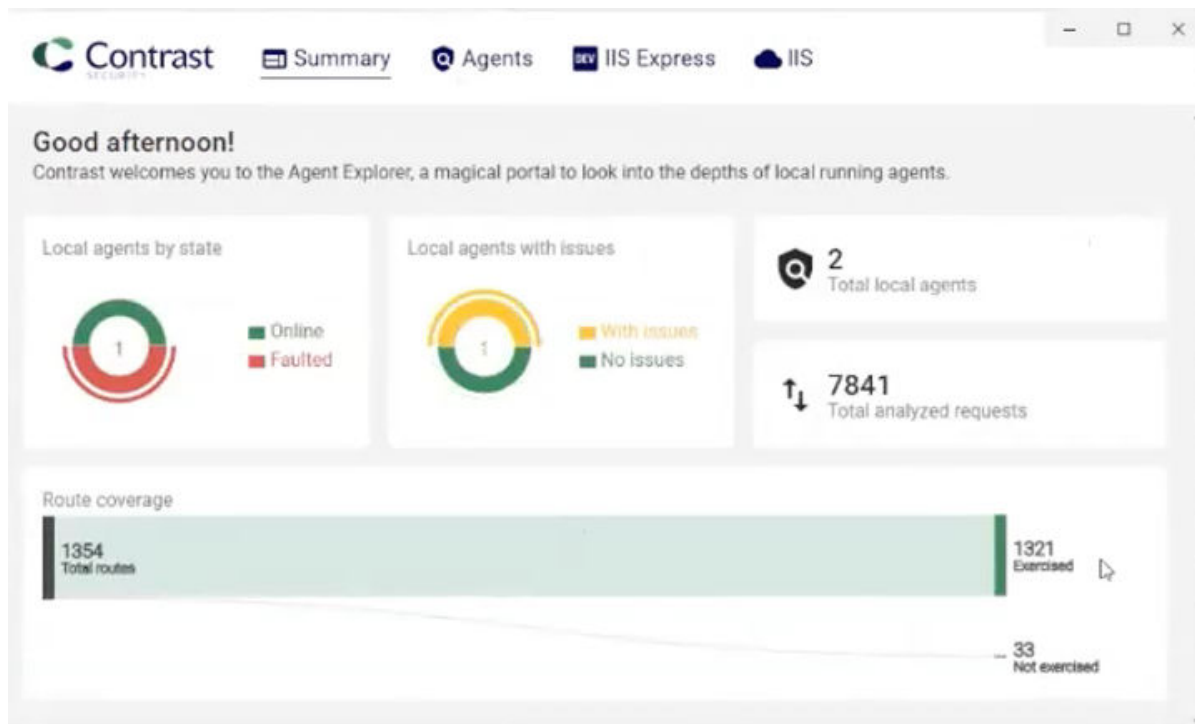 Contrast
SECURITY
Summary
Agents
DEV IIS Express
IIS
Good afternoon!
Contrast welcomes you to the Agent Explorer, a magical portal to look into the depths of local running agents.
Local agents by state
1
Online
Faulted
Local agents with issues
1
With issues
No issues
2
Total local agents
7841
Total analyzed requests
Route coverage
1354
Total routes
1321
Exercised
33
Not exercised